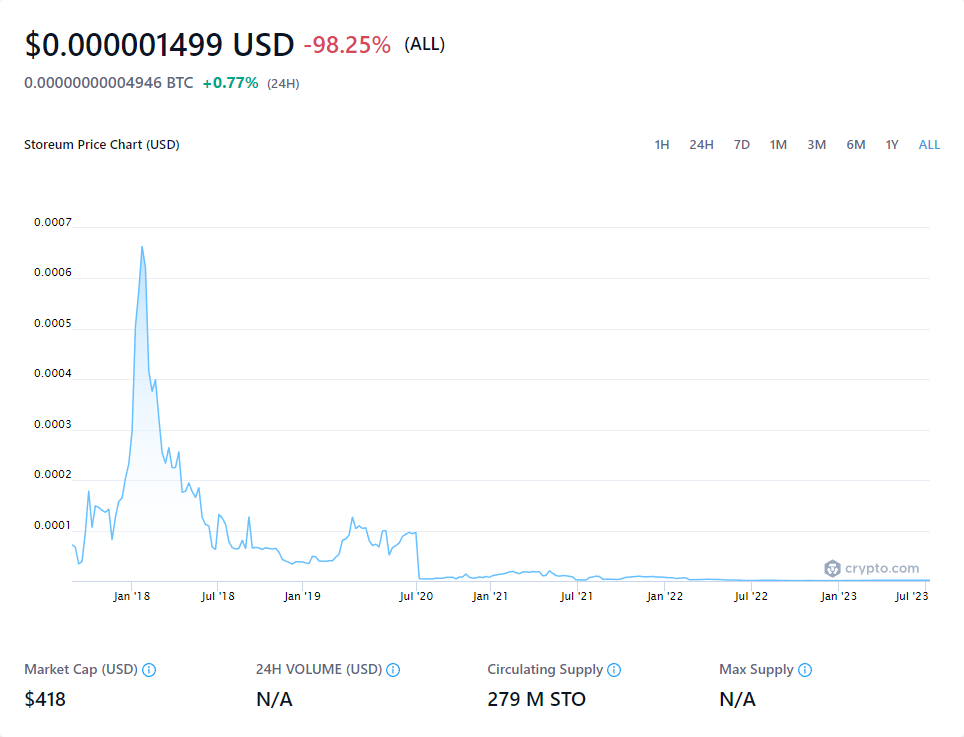 $0.000001499 USD -98.25% (ALL)
0.00000000004946 BTC +0.77% (24H)
Storeum Price Chart (USD) 1H 24H 7D 1M 3M 6M 1Y ALL
0.0007
0.0006
0.0005
0.0004
0.0003
0.0002
0.0001
crypto.com
Jan '18 Jul '18 Jan '19 Jul '20 Jan '21 Jul '21 Jan '22 Jul '22 Jan '23 Jul '23
Market Cap (USD) 24H VOLUME (USD) Circulating Supply Max Supply
$418 N/A 279 M STO N/A